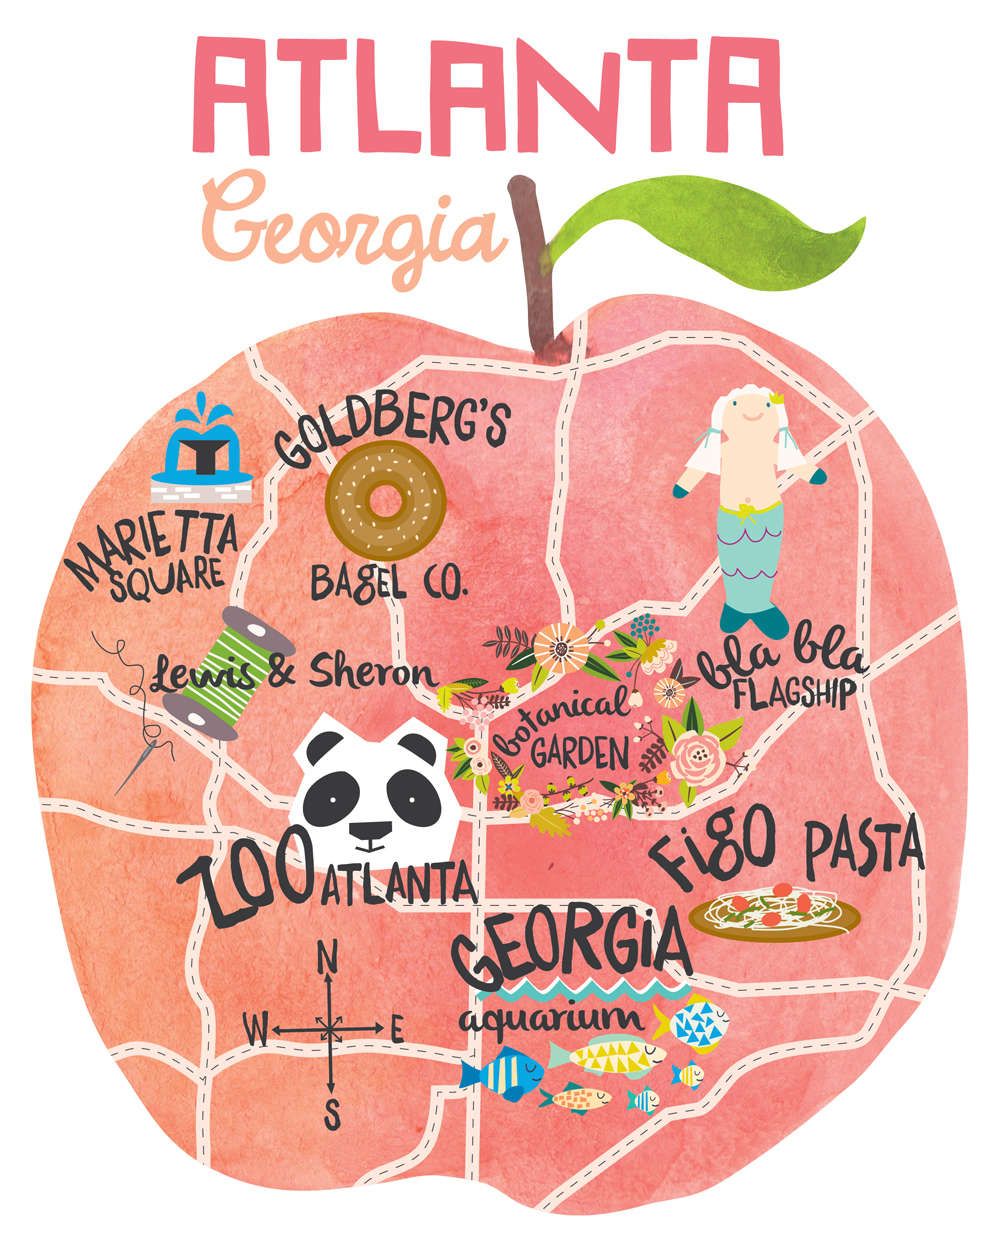 ATLANTA
Georgia
GOLDBERG'S
BAGEL CO.
MARIETTA
SQUARE
Lewis & Sheron
bla bla
FLAGSHIP
botanical
GARDEN
ZOO ATLANTA
Figo PASTA
GEORGiA
aquarium
N
W E
S